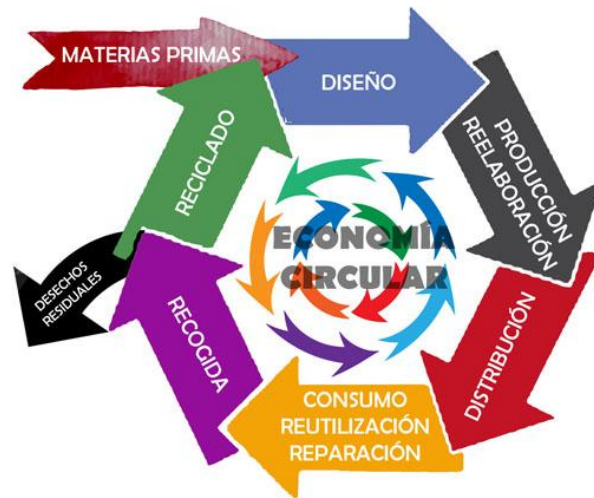 MATERIAS PRIMAS
DISEÑO
PRODUCCIÓN
REELABORACIÓN
DISTRIBUCIÓN
CONSUMO
REUTILIZACIÓN
REPARACIÓN
RECOGIDA
DESECHOS
RESIDUALES
RECICLADO
ECONOMÍA
CIRCULAR